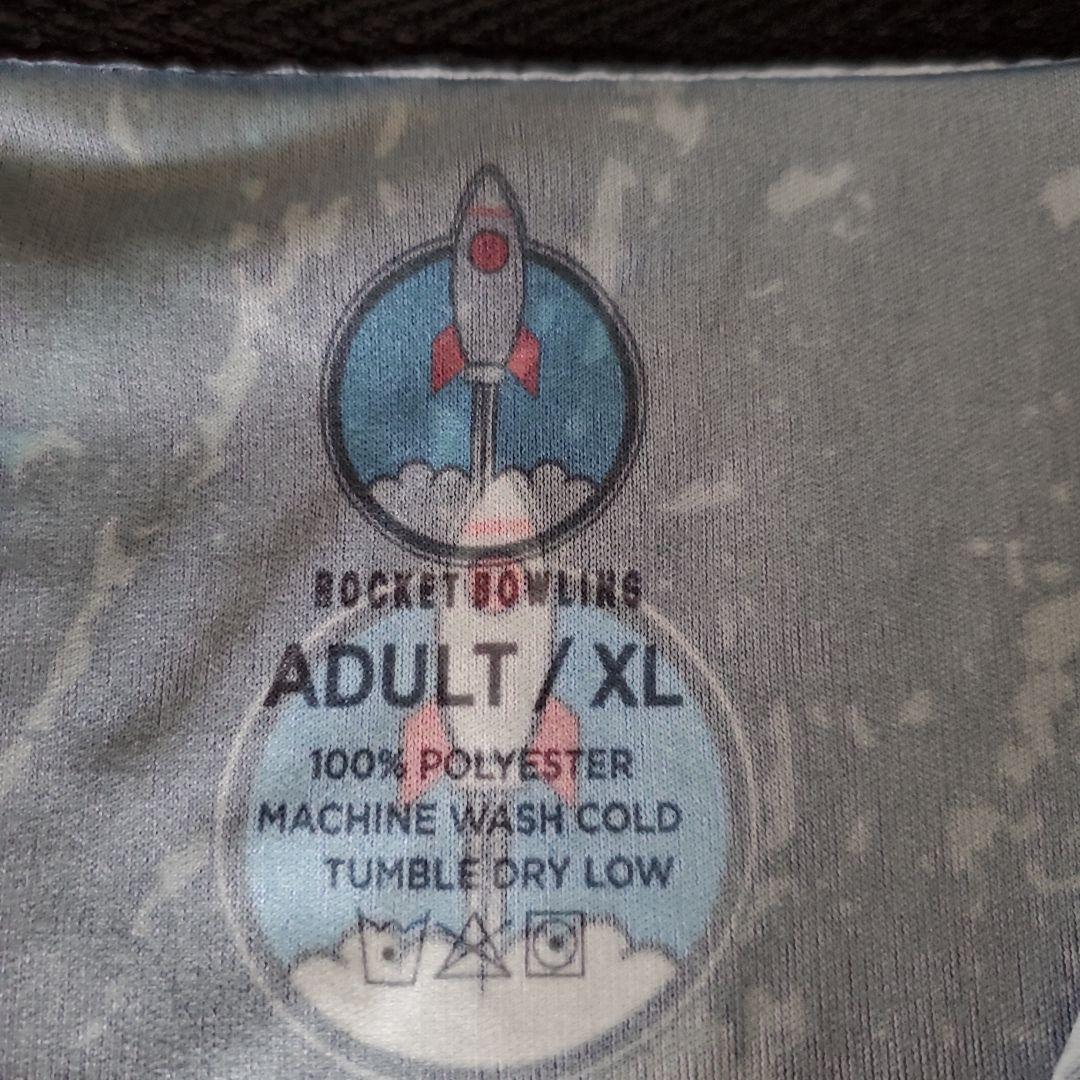 ROCKET BOWLING
ADULT / XL
100% POLYESTER
MACHINE WASH COLD
TUMBLE DRY LOW